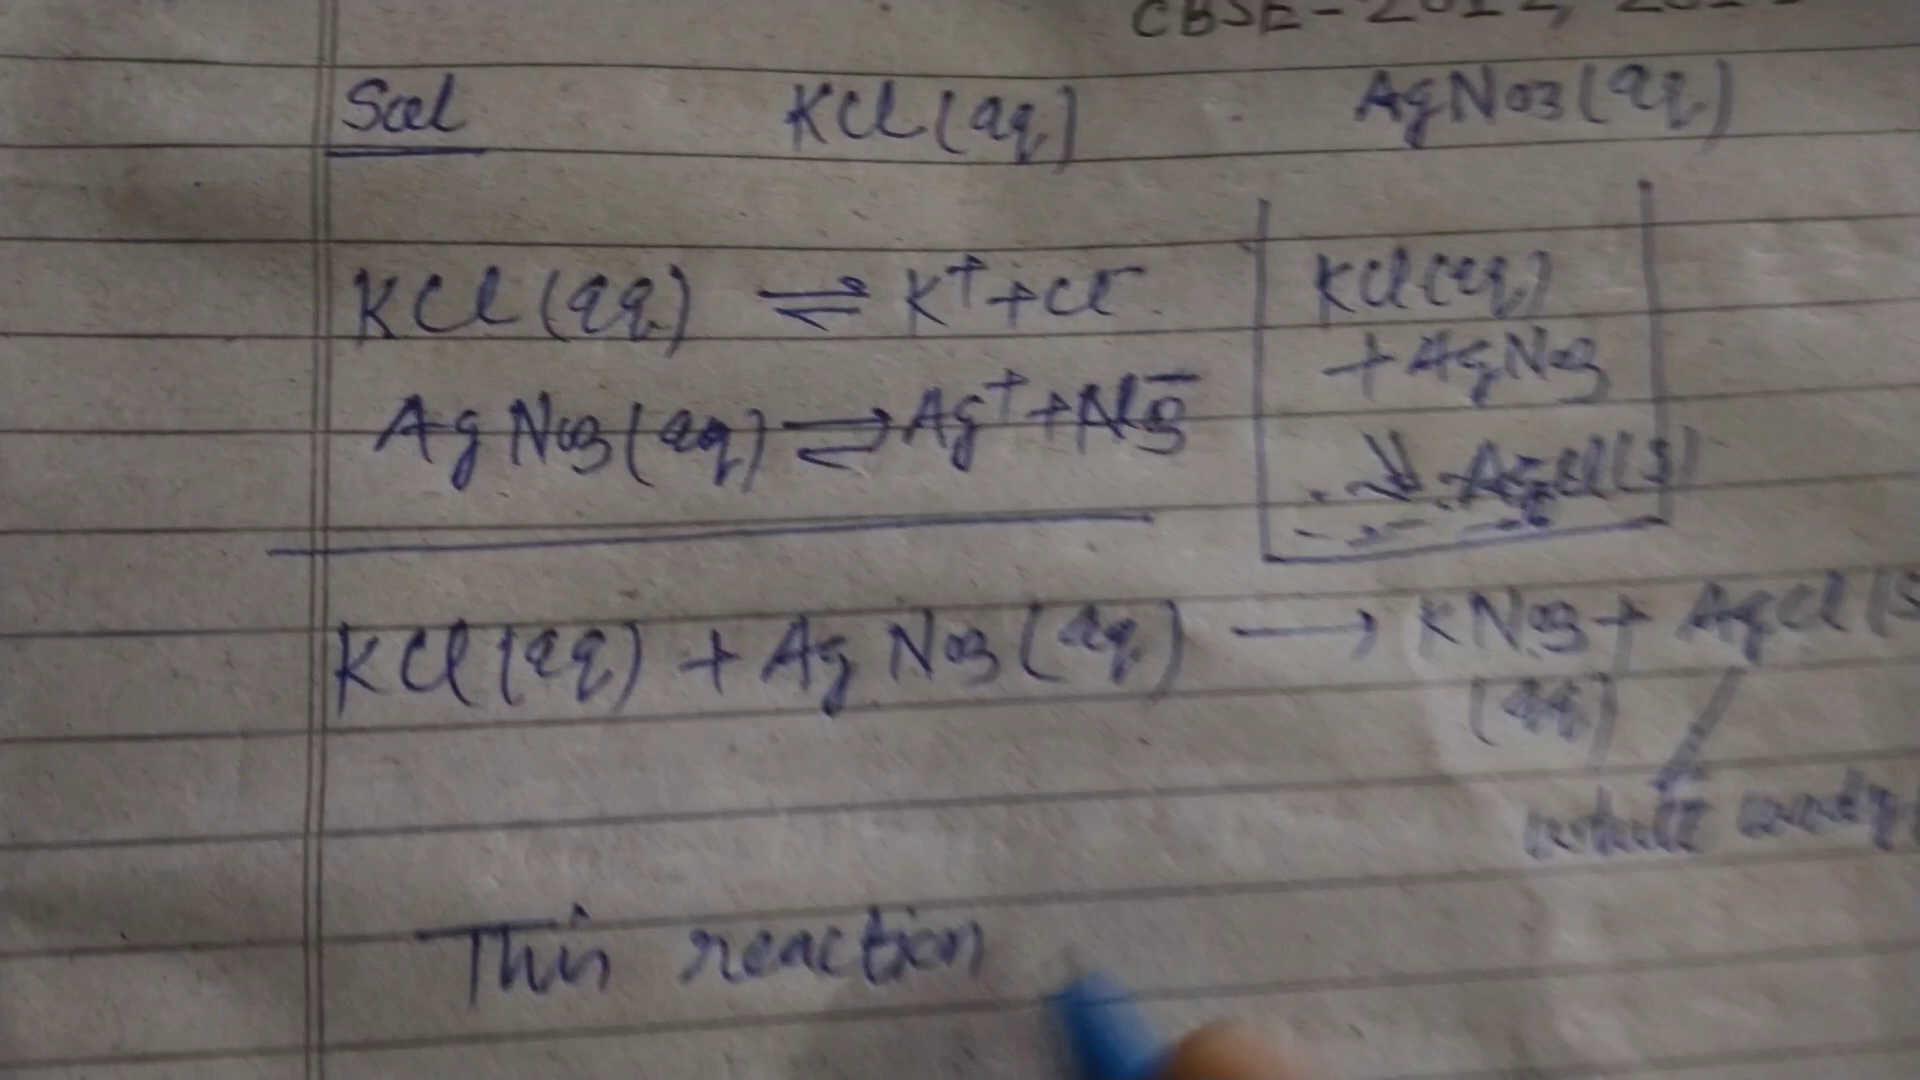 Sol KCl(aq) AgNO3(aq)
KCl(aq) ⇌ K⁺+Cl⁻
AgNO3(aq) ⇌ Ag⁺+NO3⁻
KCl(aq)
+AgNO3
AgCl(s)
KCl(aq) + AgNO3(aq) → KNO3 + AgCl(s
(aq)
This reaction